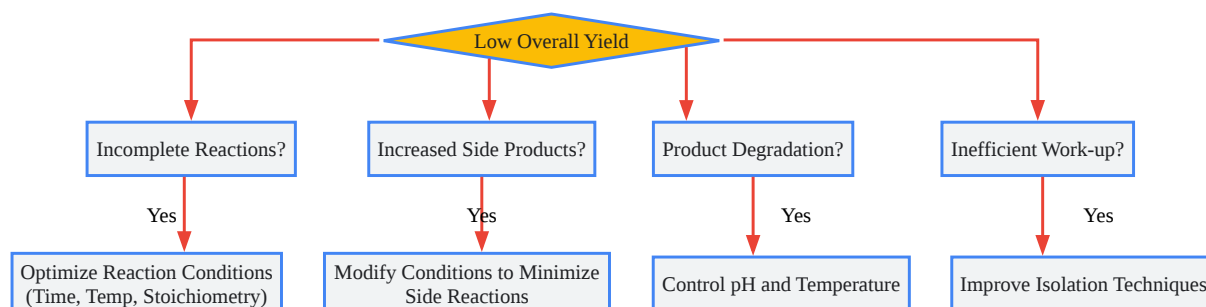 Low Overall Yield
Incomplete Reactions?
Increased Side Products?
Product Degradation?
Inefficient Work-up?
Yes
Yes
Yes
Yes
Optimize Reaction Conditions
(Time, Temp, Stoichiometry)
Modify Conditions to Minimize
Side Reactions
Control pH and Temperature
Improve Isolation Techniques